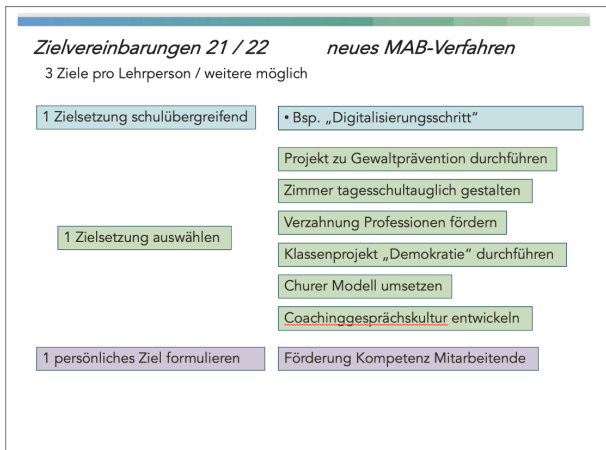 Zielvereinbarungen 21 / 22 neues MAB-Verfahren
3 Ziele pro Lehrperson / weitere möglich
1 Zielsetzung schulübergreifend
• Bsp. „Digitalisierungsschritt“
Projekt zu Gewaltprävention durchführen
Zimmer tagesschultauglich gestalten
Verzahnung Professionen fördern
1 Zielsetzung auswählen
Klassenprojekt „Demokratie“ durchführen
Churer Modell umsetzen
Coachinggesprächskultur entwickeln
1 persönliches Ziel formulieren
Förderung Kompetenz Mitarbeitende